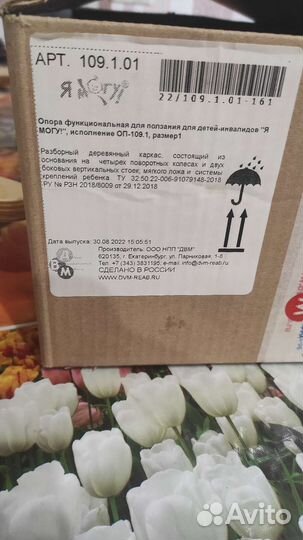 АРТ. 109.1.01
Я МОГУ!
22/109.1.01-161
Опора функциональная для ползания для детей-инвалидов "Я
МОГУ!", исполнение ОП-109.1, размер1
Разборный деревянный каркас, состоящий из
основания на четырех поворотных колесах и двух
боковых вертикальных стоек; мягкого ложа и системы
креплений ребенка ТУ 32.50.22-006-91079148-2018
РУ № РЗН 2018/8009 от 29.12.2018
Дата выпуска: 30.08.2022 15:05:51
Производитель: ООО НПП "ДВМ"
620135, г. Екатеринбург, ул. Парниковая, 1-8
Тел. +7 (343) 3831195; e-mail: info@dvm-reab.ru
СДЕЛАНО В РОССИИ
WWW.DVM-REAB.RU
ДВМ
Avito